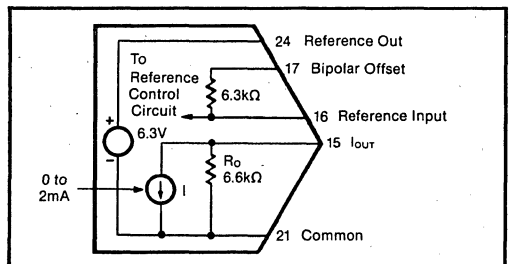 24 Reference Out
17 Bipolar Offset
To
Reference
Control
Circuit
6.3kΩ
16 Reference Input
+
6.3V
−
15 IOUT
RO
6.6kΩ
0 to
2mA
I
21 Common